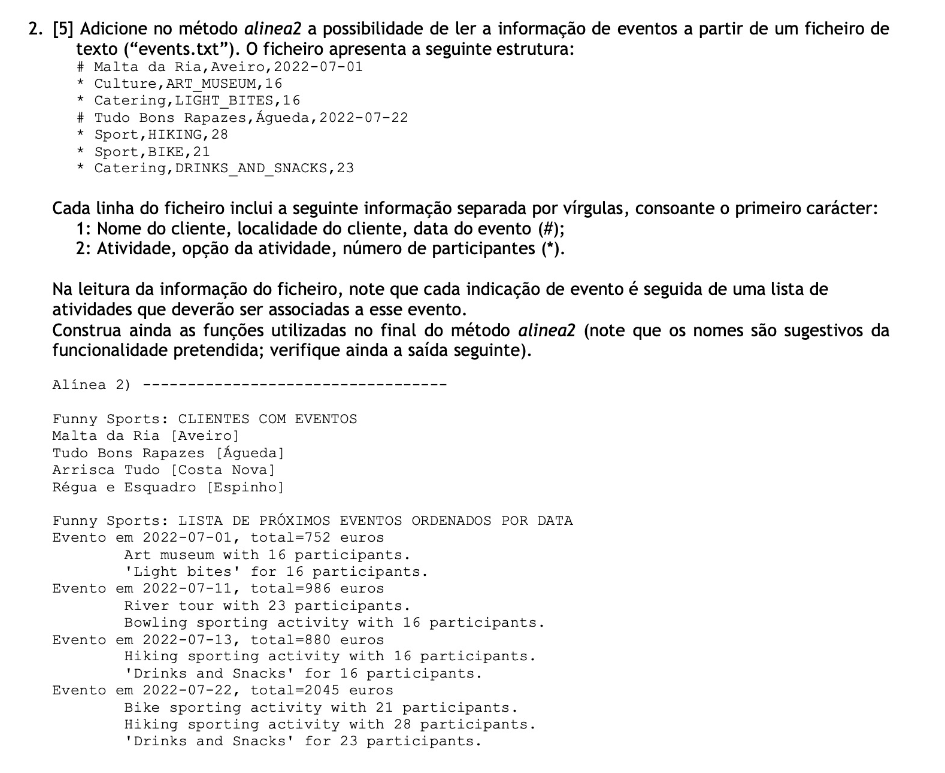 2. [5] Adicione no método alinea2 a possibilidade de ler a informação de eventos a partir de um ficheiro de
texto (“events.txt”). O ficheiro apresenta a seguinte estrutura:
# Malta da Ria,Aveiro,2022-07-01
* Culture,ART_MUSEUM,16
* Catering,LIGHT_BITES,16
# Tudo Bons Rapazes,Águeda,2022-07-22
* Sport,HIKING,28
* Sport,BIKE,21
* Catering,DRINKS_AND_SNACKS,23
Cada linha do ficheiro inclui a seguinte informação separada por vírgulas, consoante o primeiro carácter:
1: Nome do cliente, localidade do cliente, data do evento (#);
2: Atividade, opção da atividade, número de participantes (*).
Na leitura da informação do ficheiro, note que cada indicação de evento é seguida de uma lista de
atividades que deverão ser associadas a esse evento.
Construa ainda as funções utilizadas no final do método alinea2 (note que os nomes são sugestivos da
funcionalidade pretendida; verifique ainda a saída seguinte).
Alínea 2) ----------------------------------
Funny Sports: CLIENTES COM EVENTOS
Malta da Ria [Aveiro]
Tudo Bons Rapazes [Águeda]
Arrisca Tudo [Costa Nova]
Régua e Esquadro [Espinho]
Funny Sports: LISTA DE PRÓXIMOS EVENTOS ORDENADOS POR DATA
Evento em 2022-07-01, total=752 euros
Art museum with 16 participants.
'Light bites' for 16 participants.
Evento em 2022-07-11, total=986 euros
River tour with 23 participants.
Bowling sporting activity with 16 participants.
Evento em 2022-07-13, total=880 euros
Hiking sporting activity with 16 participants.
'Drinks and Snacks' for 16 participants.
Evento em 2022-07-22, total=2045 euros
Bike sporting activity with 21 participants.
Hiking sporting activity with 28 participants.
'Drinks and Snacks' for 23 participants.